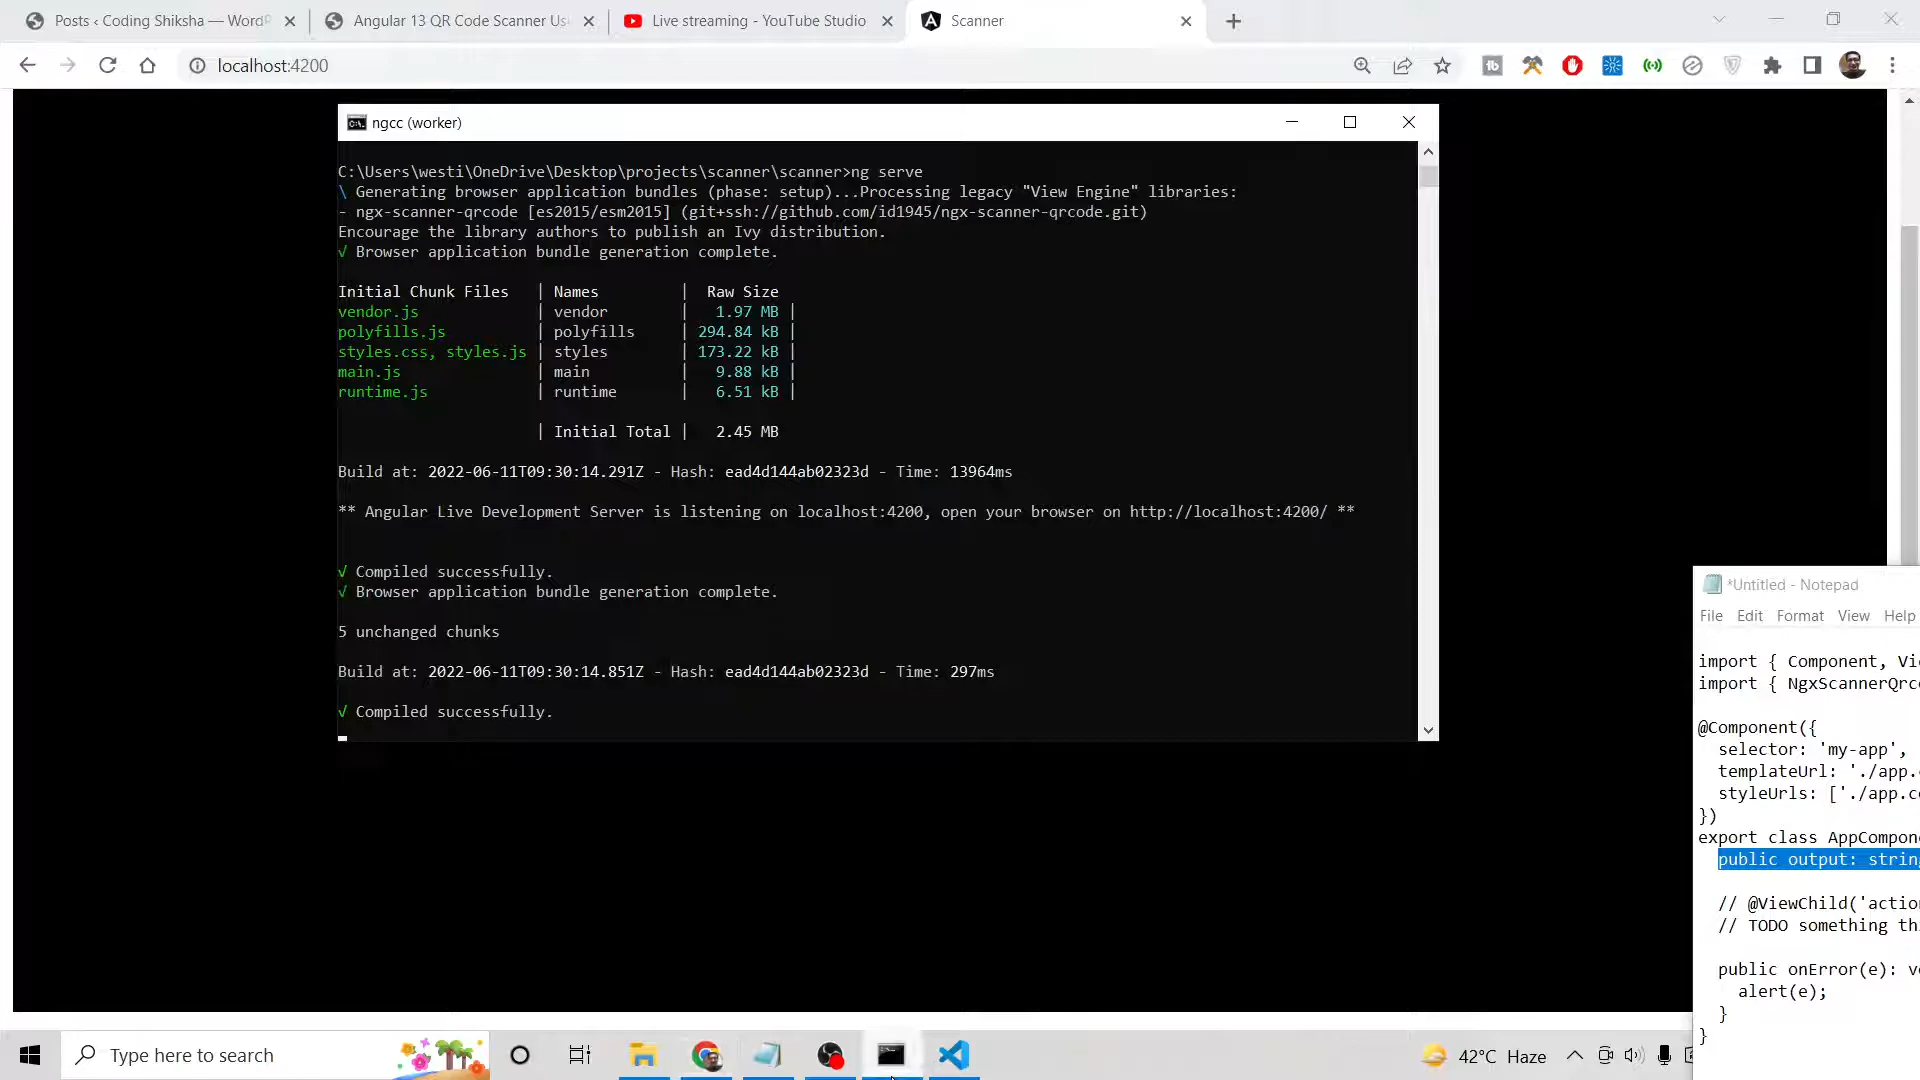 Posts ‹ Coding Shiksha — WordP
Angular 13 QR Code Scanner Us
Live streaming - YouTube Studio
Scanner
localhost:4200
ngcc (worker)
C:\Users\westi\OneDrive\Desktop\projects\scanner\scanner>ng serve
\ Generating browser application bundles (phase: setup)...Processing legacy "View Engine" libraries:
- ngx-scanner-qrcode [es2015/esm2015] (git+ssh://github.com/id1945/ngx-scanner-qrcode.git)
Encourage the library authors to publish an Ivy distribution.
√ Browser application bundle generation complete.
Initial Chunk Files | Names | Raw Size
vendor.js | vendor | 1.97 MB |
polyfills.js | polyfills | 294.84 kB |
styles.css, styles.js | styles | 173.22 kB |
main.js | main | 9.88 kB |
runtime.js | runtime | 6.51 kB |
| Initial Total | 2.45 MB
Build at: 2022-06-11T09:30:14.291Z - Hash: ead4d144ab02323d - Time: 13964ms
** Angular Live Development Server is listening on localhost:4200, open your browser on http://localhost:4200/ **
√ Compiled successfully.
√ Browser application bundle generation complete.
5 unchanged chunks
Build at: 2022-06-11T09:30:14.851Z - Hash: ead4d144ab02323d - Time: 297ms
√ Compiled successfully.
*Untitled - Notepad
File Edit Format View Help
import { Component, Vi
import { NgxScannerQrc
@Component({
selector: 'my-app',
templateUrl: './app.c
styleUrls: ['./app.c
})
export class AppCompon
public output: string
// @ViewChild('action
// TODO something th
public onError(e): v
alert(e);
}
}
Type here to search
42°C Haze